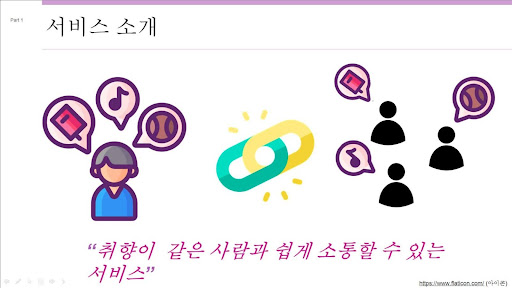 Part 1
서비스 소개
“취향이 같은 사람과 쉽게 소통할 수 있는
서비스”
https://www.flaticon.com/ (아이콘)